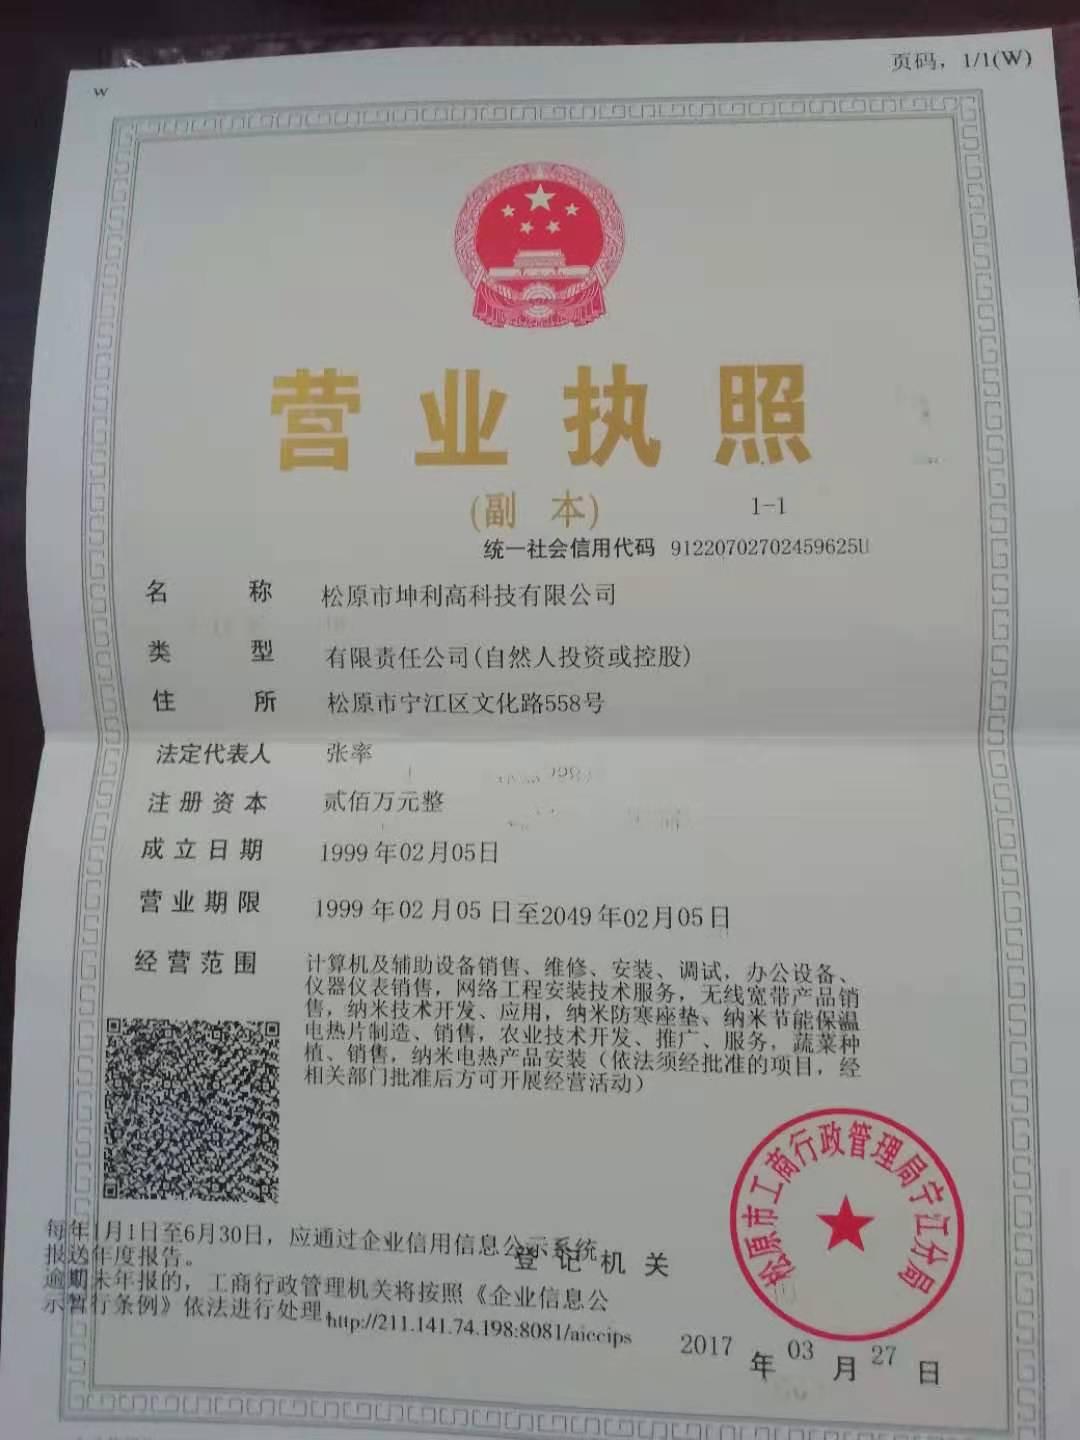 页码，1/1(W)
w
营业执照
(副 本)
1-1
统一社会信用代码 91220702702459625U
名 称 松原市坤利高科技有限公司
类 型 有限责任公司(自然人投资或控股)
住 所 松原市宁江区文化路558号
法定代表人 张率
注册资本 贰佰万元整
成立日期 1999年02月05日
营业期限 1999年02月05日至2049年02月05日
经营范围 计算机及辅助设备销售、维修、安装、调试，办公设备、
仪器仪表销售，网络工程安装技术服务，无线宽带产品销
售，纳米技术开发、应用，纳米防寒座垫、纳米节能保温
电热片制造、销售，农业技术开发、推广、服务，蔬菜种
植、销售，纳米电热产品安装（依法须经批准的项目，经
相关部门批准后方可开展经营活动）
松原市工商行政管理局宁江分局
每年1月1日至6月30日，应通过企业信用信息公示系统
报送年度报告。
登记机关
逾期未年报的，工商行政管理机关将按照《企业信息公
示暂行条例》依法进行处理
http://211.141.74.198:8081/aiccips
2017年03月27日